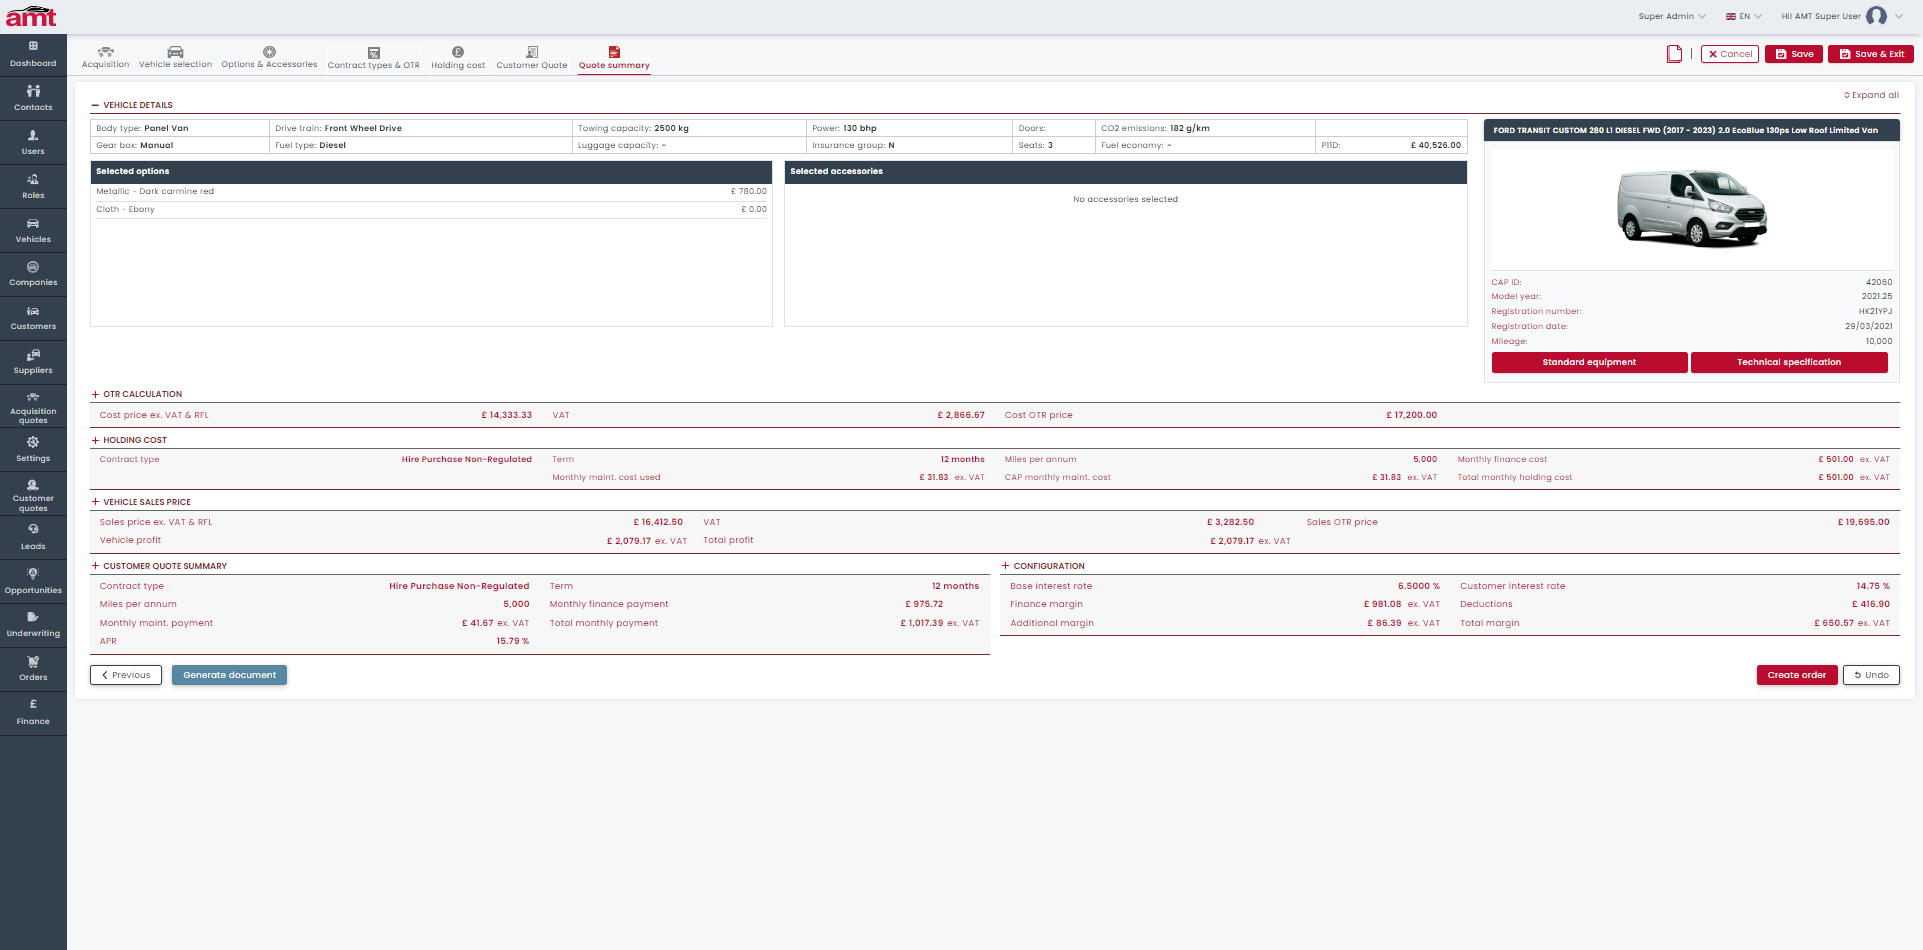 amt
Super Admin EN Hi! AMT Super User
Dashboard
Contacts
Users
Roles
Vehicles
Companies
Customers
Suppliers
Acquisition
quotes
Settings
Customer
quotes
Leads
Opportunities
Underwriting
Orders
Finance
Acquisition Vehicle selection Options & Accessories Contract types & OTR Holding cost Customer Quote Quote summary
Cancel Save Save & Exit
Expand all
VEHICLE DETAILS
Body type: Panel Van Drive train: Front Wheel Drive Towing capacity: 2500 kg Power: 130 bhp Doors: CO2 emissions: 182 g/km
Gear box: Manual Fuel type: Diesel Luggage capacity: - Insurance group: N Seats: 3 Fuel economy: - P11D: £ 40,526.00
Selected options
Metallic - Dark carmine red £ 780.00
Cloth - Ebony £ 0.00
Selected accessories
No accessories selected
FORD TRANSIT CUSTOM 280 L1 DIESEL FWD (2017 - 2023) 2.0 EcoBlue 130ps Low Roof Limited Van
CAP ID: 42060
Model year: 2021.25
Registration number: HK21YPJ
Registration date: 29/03/2021
Mileage: 10,000
Standard equipment Technical specification
OTR CALCULATION
Cost price ex. VAT & RFL £ 14,333.33 VAT £ 2,866.67 Cost OTR price £ 17,200.00
HOLDING COST
Contract type Hire Purchase Non-Regulated Term 12 months Miles per annum 5,000 Monthly finance cost £ 501.00 ex. VAT
Monthly maint. cost used £ 31.83 ex. VAT CAP monthly maint. cost £ 31.83 ex. VAT Total monthly holding cost £ 501.00 ex. VAT
VEHICLE SALES PRICE
Sales price ex. VAT & RFL £ 16,412.50 VAT £ 3,282.50 Sales OTR price £ 19,695.00
Vehicle profit £ 2,079.17 ex. VAT Total profit £ 2,079.17 ex. VAT
CUSTOMER QUOTE SUMMARY
Contract type Hire Purchase Non-Regulated Term 12 months
Miles per annum 5,000 Monthly finance payment £ 975.72
Monthly maint. payment £ 41.67 ex. VAT Total monthly payment £ 1,017.39 ex. VAT
APR 15.79 %
CONFIGURATION
Base interest rate 6.5000 % Customer interest rate 14.75 %
Finance margin £ 981.08 ex. VAT Deductions £ 416.90
Additional margin £ 86.39 ex. VAT Total margin £ 650.57 ex. VAT
Previous Generate document Create order Undo